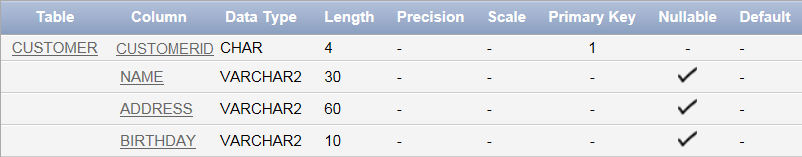 Table Column Data Type Length Precision Scale Primary Key Nullable Default
CUSTOMER CUSTOMERID CHAR 4 - - 1 - -
NAME VARCHAR2 30 - - - ✓ -
ADDRESS VARCHAR2 60 - - - ✓ -
BIRTHDAY VARCHAR2 10 - - - ✓ -